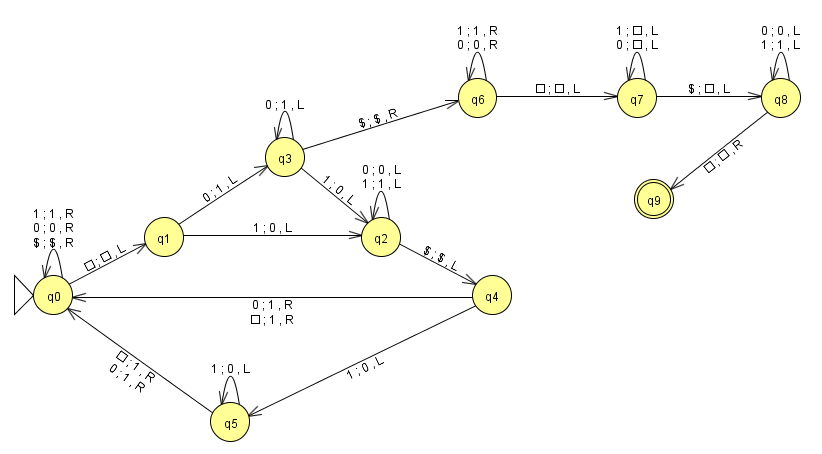 1 ; 1 , R
0 ; 0 , R
1 ; □ , L
0 ; □ , L
0 ; 0 , L
1 ; 1 , L
q6
□ ; □ , L
q7
$ ; □ , L
q8
0 ; 1 , L
$ ; $ , R
q3
□ ; □ , R
q9
0 ; 1 , L
1 ; 0 , L
0 ; 0 , L
1 ; 1 , L
1 ; 1 , R
0 ; 0 , R
$ ; $ , R
q1
1 ; 0 , L
q2
□ ; □ , L
$ ; $ , L
q0
q4
0 ; 1 , R
□ ; 1 , R
□ ; 1 , R
0 ; 1 , R
1 ; 0 , L
1 ; 0 , L
q5